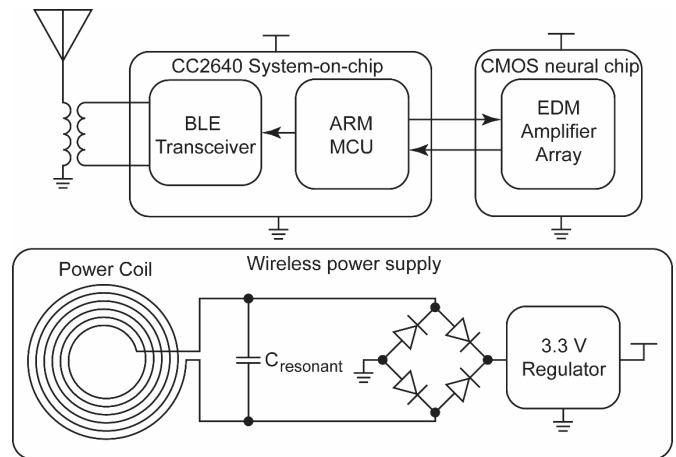 CC2640 System-on-chip
CMOS neural chip
BLE
Transceiver
ARM
MCU
EDM
Amplifier
Array
Wireless power supply
Power Coil
Cresonant
3.3 V
Regulator